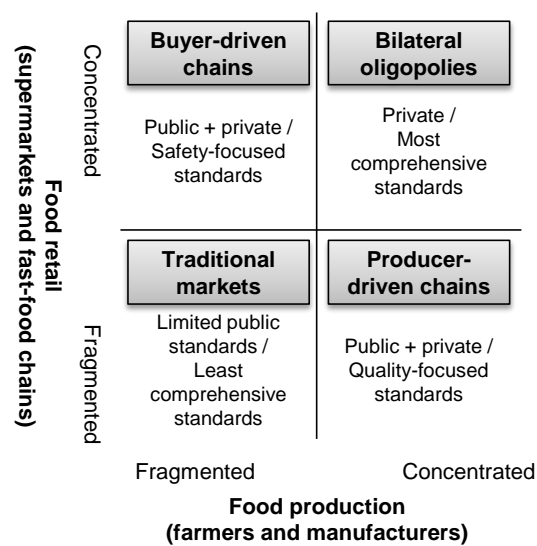 Food retail
(supermarkets and fast-food chains)
Concentrated
Fragmented
Buyer-driven
chains
Public + private /
Safety-focused
standards
Bilateral
oligopolies
Private /
Most
comprehensive
standards
Traditional
markets
Limited public
standards /
Least
comprehensive
standards
Producer-
driven chains
Public + private /
Quality-focused
standards
Fragmented
Concentrated
Food production
(farmers and manufacturers)